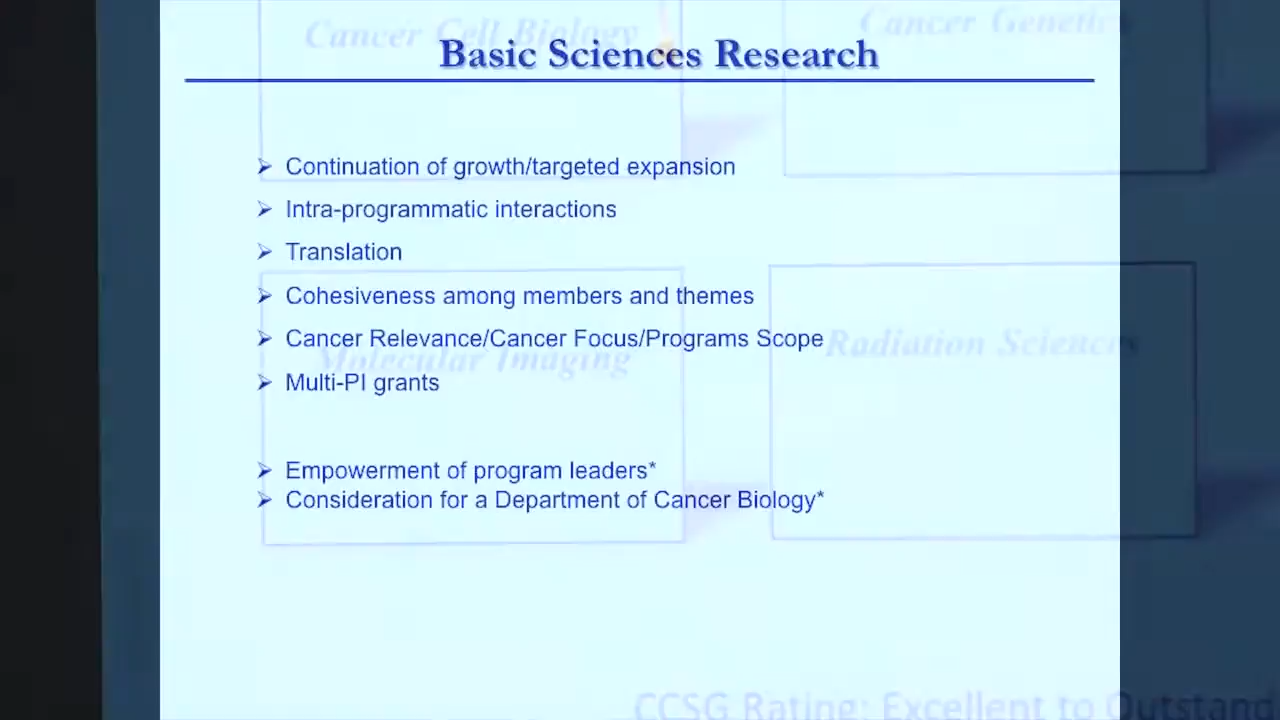 Cancer Cell Biology
Cancer Genetics
Basic Sciences Research
➢ Continuation of growth/targeted expansion
➢ Intra-programmatic interactions
➢ Translation
➢ Cohesiveness among members and themes
➢ Cancer Relevance/Cancer Focus/Programs Scope
Radiation Sciences
Molecular Imaging
➢ Multi-PI grants
➢ Empowerment of program leaders*
➢ Consideration for a Department of Cancer Biology*
CCSG Rating: Excellent to Outstand